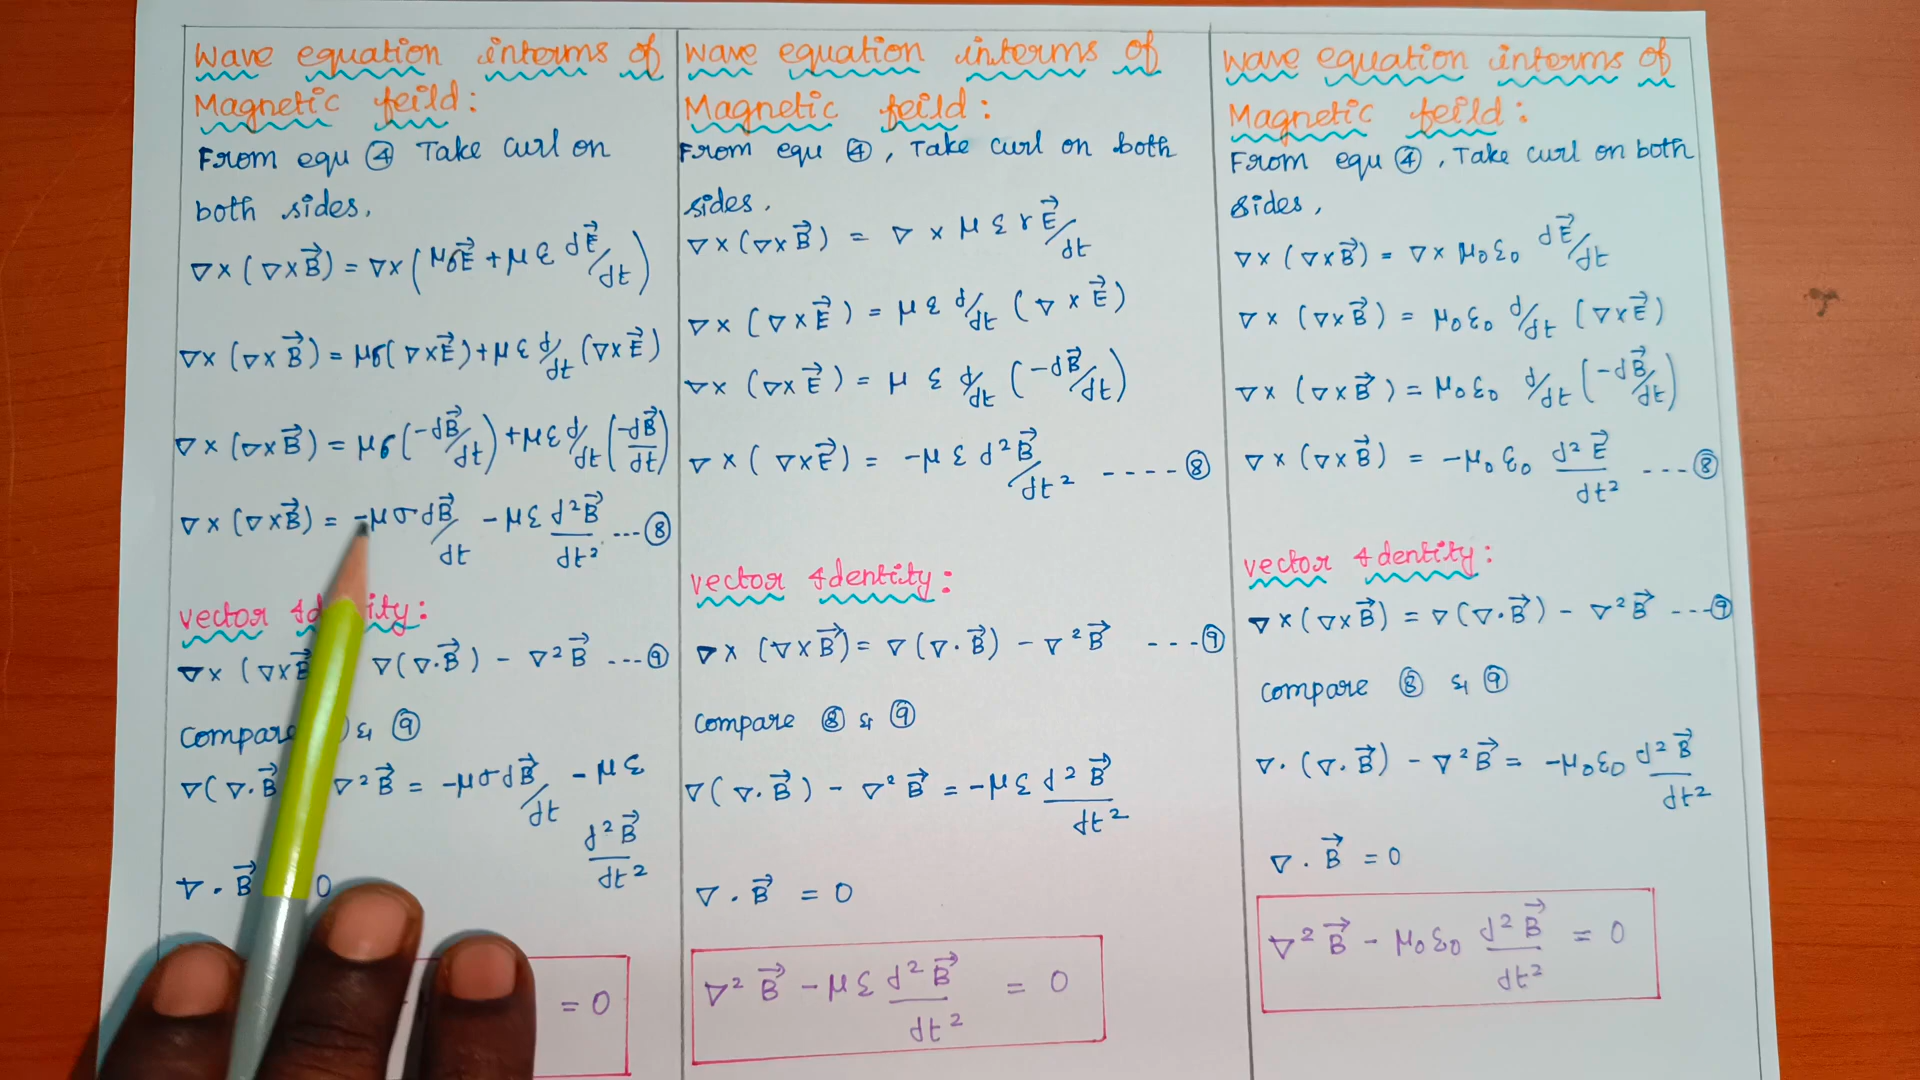 Wave equation interms of
Magnetic feild:
From equ ④ Take curl on
both sides,
∇×(∇×B⃗) = ∇×(μσE⃗ + με dE⃗/dt)
∇×(∇×B⃗) = μσ(∇×E⃗)+με d/dt (∇×E⃗)
∇×(∇×B⃗) = μσ(-dB⃗/dt)+με d/dt(-dB⃗/dt)
∇×(∇×B⃗) = -μσ dB⃗/dt - με d²B⃗/dt² ...⑧
vector
∇×(∇×B⃗ ∇(∇.B⃗) - ∇²B⃗ ...⑨
compare & ⑨
∇(∇.B⃗ ∇²B⃗ = -μσ dB⃗/dt - με
d²B⃗/dt²
∇.B⃗ 0
= 0
Wave equation interms of
Magnetic feild:
From equ ④, Take curl on both
sides,
∇×(∇×B⃗) = ∇ × μ ε γE⃗/dt
∇×(∇×E⃗) = με d/dt (∇×E⃗)
∇×(∇×E⃗) = μ ε d/dt (-dB⃗/dt)
∇×(∇×E⃗) = -με d²B⃗/dt² ----⑧
vector Identity:
∇×(∇×B⃗) = ∇(∇.B⃗) - ∇²B⃗ ---⑨
compare ⑧ & ⑨
∇(∇.B⃗) - ∇²B⃗ = -με d²B⃗/dt²
∇.B⃗ = 0
∇²B⃗ - με d²B⃗/dt² = 0
Wave equation interms of
Magnetic feild:
From equ ④, Take curl on both
sides,
∇×(∇×B⃗) = ∇× μ₀ε₀ dE⃗/dt
∇×(∇×B⃗) = μ₀ε₀ d/dt (∇×E⃗)
∇×(∇×B⃗) = μ₀ε₀ d/dt(-dB⃗/dt)
∇×(∇×B⃗) = -μ₀ε₀ d²E⃗/dt² ---⑧
vector Identity:
∇×(∇×B⃗) = ∇(∇.B⃗) - ∇²B⃗ ---⑨
compare ⑧ & ⑨
∇.(∇.B⃗) - ∇²B⃗ = -μ₀ε₀ d²B⃗/dt²
∇.B⃗ = 0
∇²B⃗ - μ₀ε₀ d²B⃗/dt² = 0